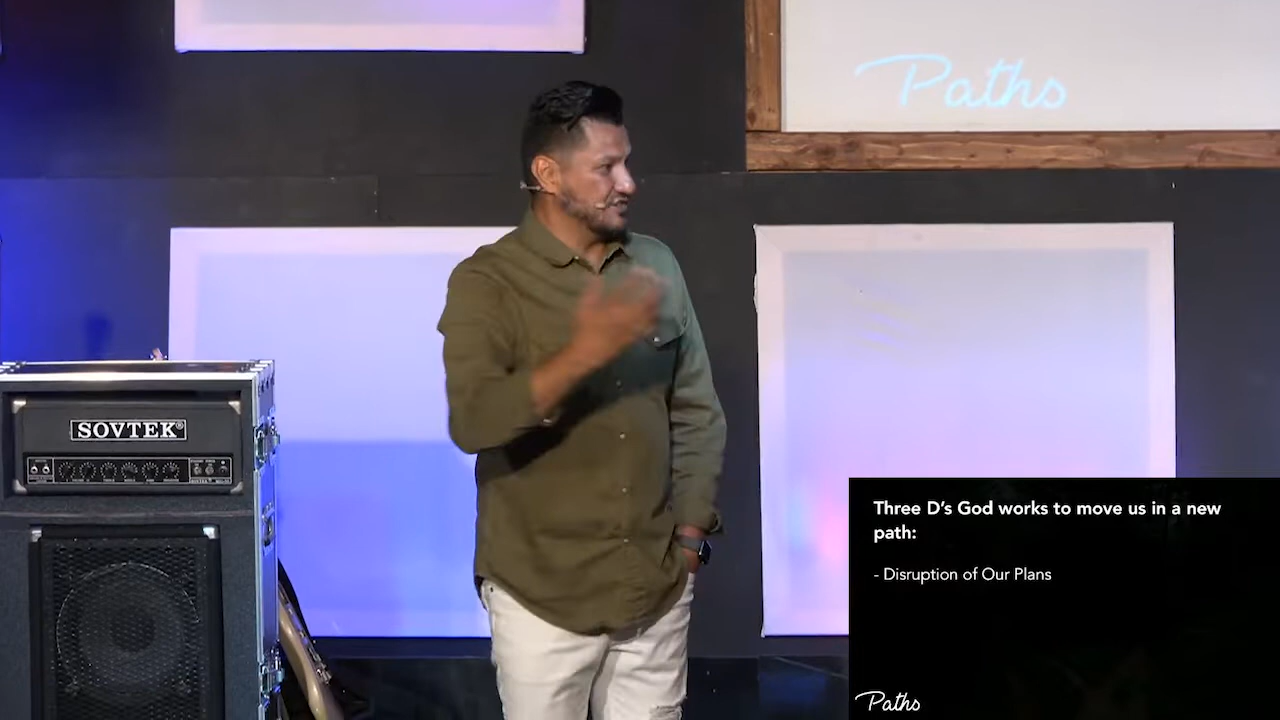 Paths
SOVTEK
Three D's God works to move us in a new
path:
- Disruption of Our Plans
Paths